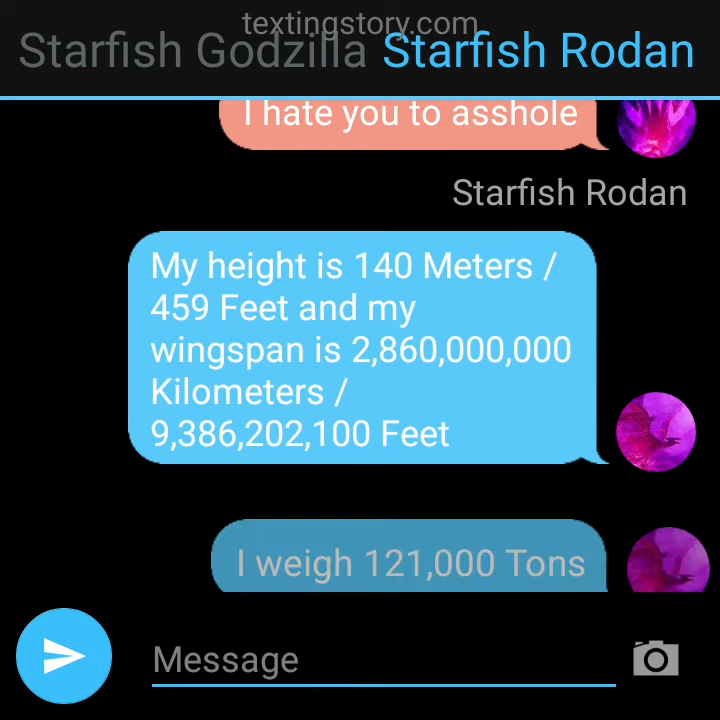 textingstory.com
Starfish Godzilla Starfish Rodan
I hate you to asshole
Starfish Rodan
My height is 140 Meters /
459 Feet and my
wingspan is 2,860,000,000
Kilometers /
9,386,202,100 Feet
I weigh 121,000 Tons
Message